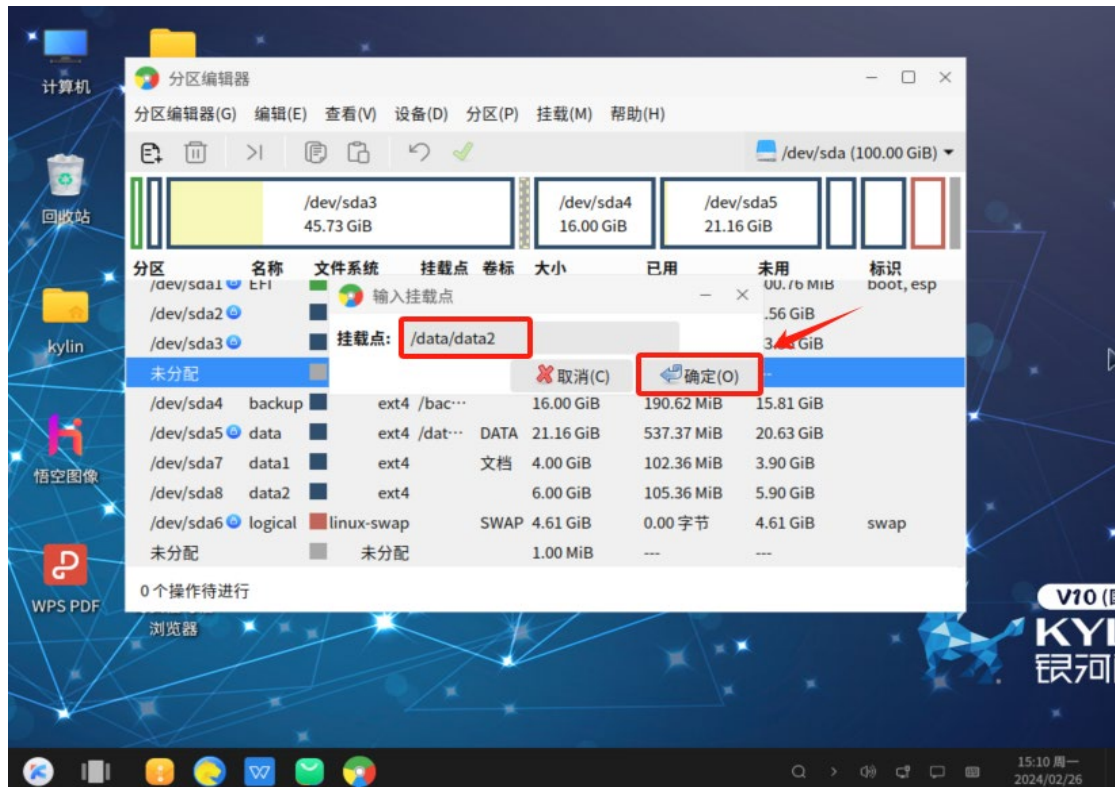 计算机
回收站
kylin
悟空图像
WPS PDF
浏览器
分区编辑器
分区编辑器(G) 编辑(E) 查看(V) 设备(D) 分区(P) 挂载(M) 帮助(H)
/dev/sda (100.00 GiB)
/dev/sda3
45.73 GiB
/dev/sda4
16.00 GiB
/dev/sda5
21.16 GiB
分区 名称 文件系统 挂载点 卷标 大小 已用 未用 标识
/dev/sda1 EFI 00.76 MiB boot, esp
/dev/sda2 .56 GiB
/dev/sda3 GiB
未分配 --
/dev/sda4 backup ext4 /bac··· 16.00 GiB 190.62 MiB 15.81 GiB
/dev/sda5 data ext4 /dat··· DATA 21.16 GiB 537.37 MiB 20.63 GiB
/dev/sda7 data1 ext4 文档 4.00 GiB 102.36 MiB 3.90 GiB
/dev/sda8 data2 ext4 6.00 GiB 105.36 MiB 5.90 GiB
/dev/sda6 logical linux-swap SWAP 4.61 GiB 0.00 字节 4.61 GiB swap
未分配 未分配 1.00 MiB --- ---
0 个操作待进行
输入挂载点
挂载点: /data/data2
取消(C) 确定(O)
V10
KY
银河
15:10 周一
2024/02/26